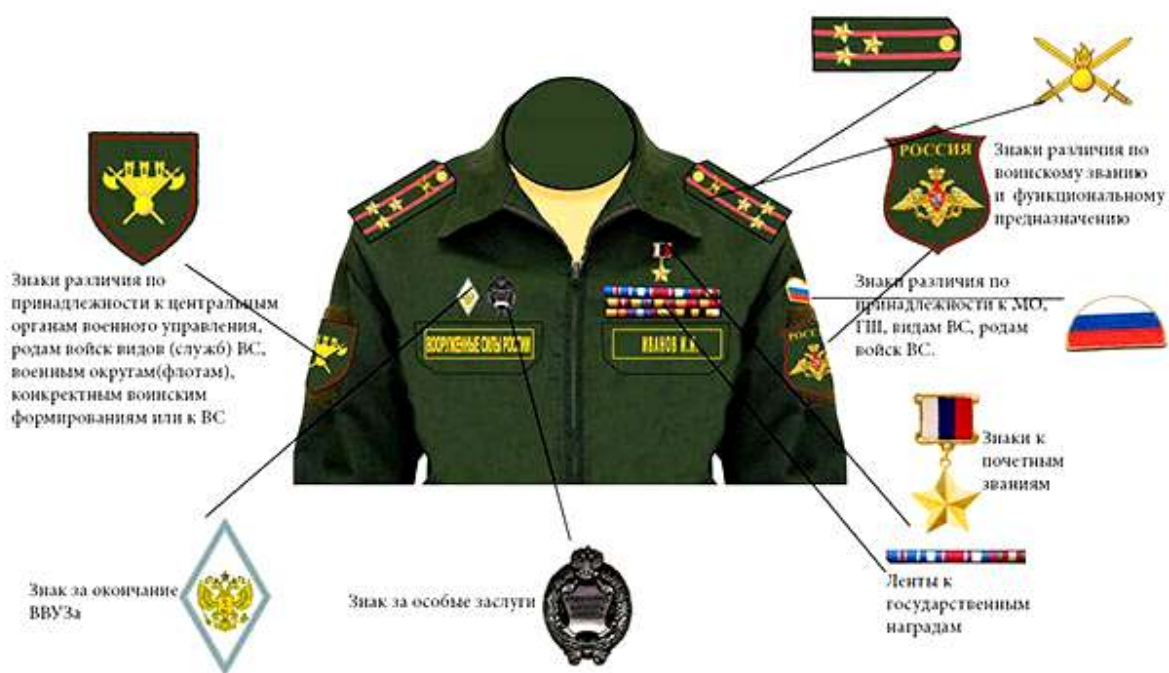 РОССИЯ
Знаки различия по
воинскому званию
и функциональному
предназначению
Знаки различия по
принадлежности к центральным
органам военного управления,
родам войск видов (служб) ВС,
военным округам(флотам),
конкретным воинским
формированиям или к ВС
Знаки различия по
принадлежности к МО,
ГШ, видам ВС, родам
войск ВС.
ВООРУЖЕННЫЕ СИЛЫ РОССИИ
ИВАНОВ И.И.
РОССИЯ
Знаки к
почетным
званиям
Знак за окончание
ВВУЗа
Знак за особые заслуги
Ленты к
государственным
наградам